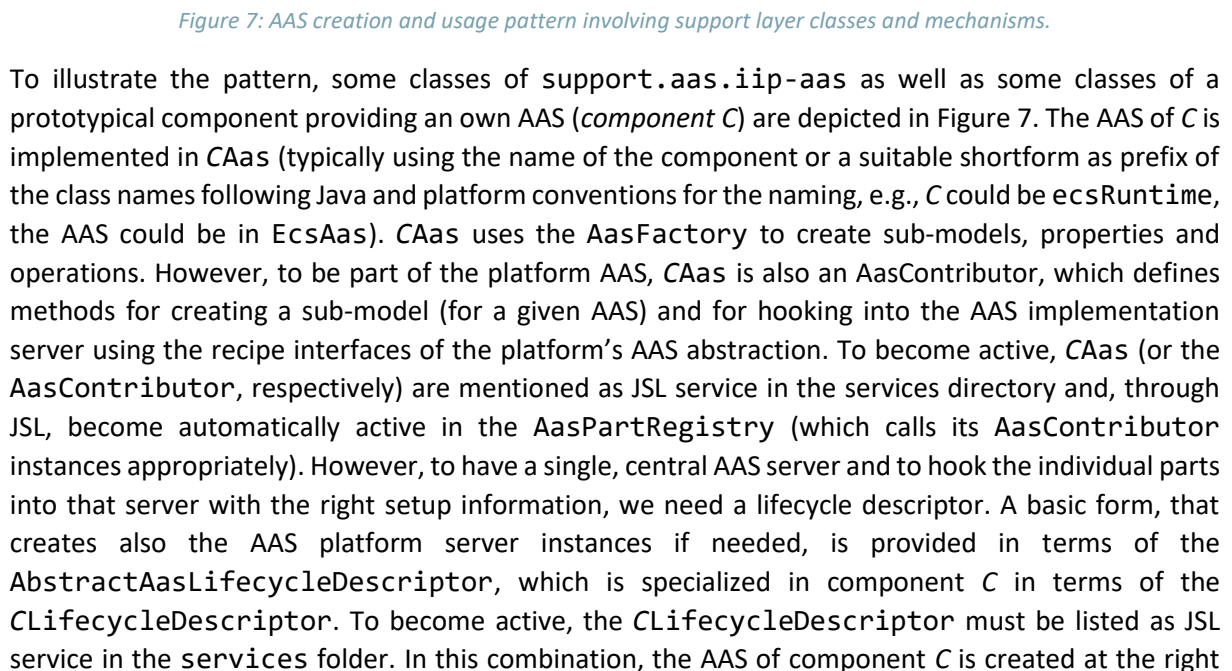 Figure 7: AAS creation and usage pattern involving support layer classes and mechanisms.
To illustrate the pattern, some classes of support.aas.iip-aas as well as some classes of a
prototypical component providing an own AAS (component C) are depicted in Figure 7. The AAS of C is
implemented in CAas (typically using the name of the component or a suitable shortform as prefix of
the class names following Java and platform conventions for the naming, e.g., C could be ecsRuntime,
the AAS could be in EcsAas). CAas uses the AasFactory to create sub-models, properties and
operations. However, to be part of the platform AAS, CAas is also an AasContributor, which defines
methods for creating a sub-model (for a given AAS) and for hooking into the AAS implementation
server using the recipe interfaces of the platform's AAS abstraction. To become active, CAas (or the
AasContributor, respectively) are mentioned as JSL service in the services directory and, through
JSL, become automatically active in the AasPartRegistry (which calls its AasContributor
instances appropriately). However, to have a single, central AAS server and to hook the individual parts
into that server with the right setup information, we need a lifecycle descriptor. A basic form, that
creates also the AAS platform server instances if needed, is provided in terms of the
AbstractAasLifecycleDescriptor, which is specialized in component C in terms of the
CLifecycleDescriptor. To become active, the CLifecycleDescriptor must be listed as JSL
service in the services folder. In this combination, the AAS of component C is created at the right